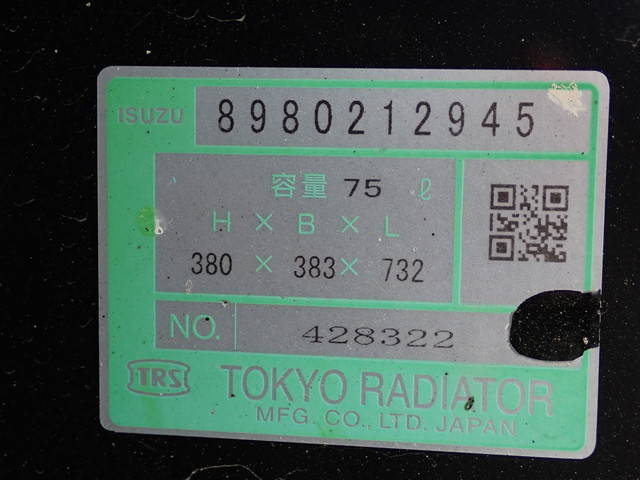 ISUZU 8980212945
容量 75 ℓ
H × B × L
380 × 383 × 732
NO. 428322
TRS TOKYO RADIATOR
MFG. CO., LTD. JAPAN